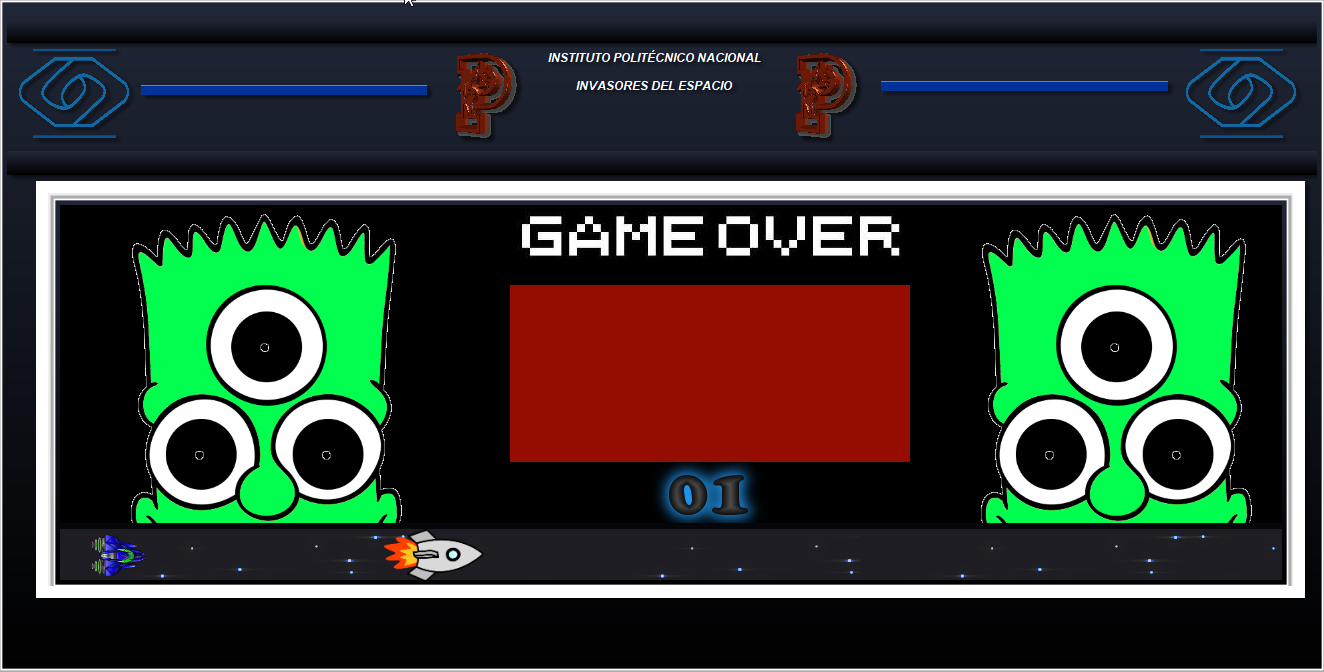 INSTITUTO POLITÉCNICO NACIONAL
INVASORES DEL ESPACIO
GAME OVER
01